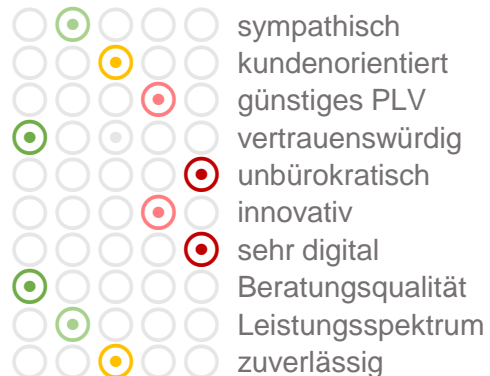 sympathisch
kundenorientiert
günstiges PLV
vertrauenswürdig
unbürokratisch
innovativ
sehr digital
Beratungsqualität
Leistungsspektrum
zuverlässig